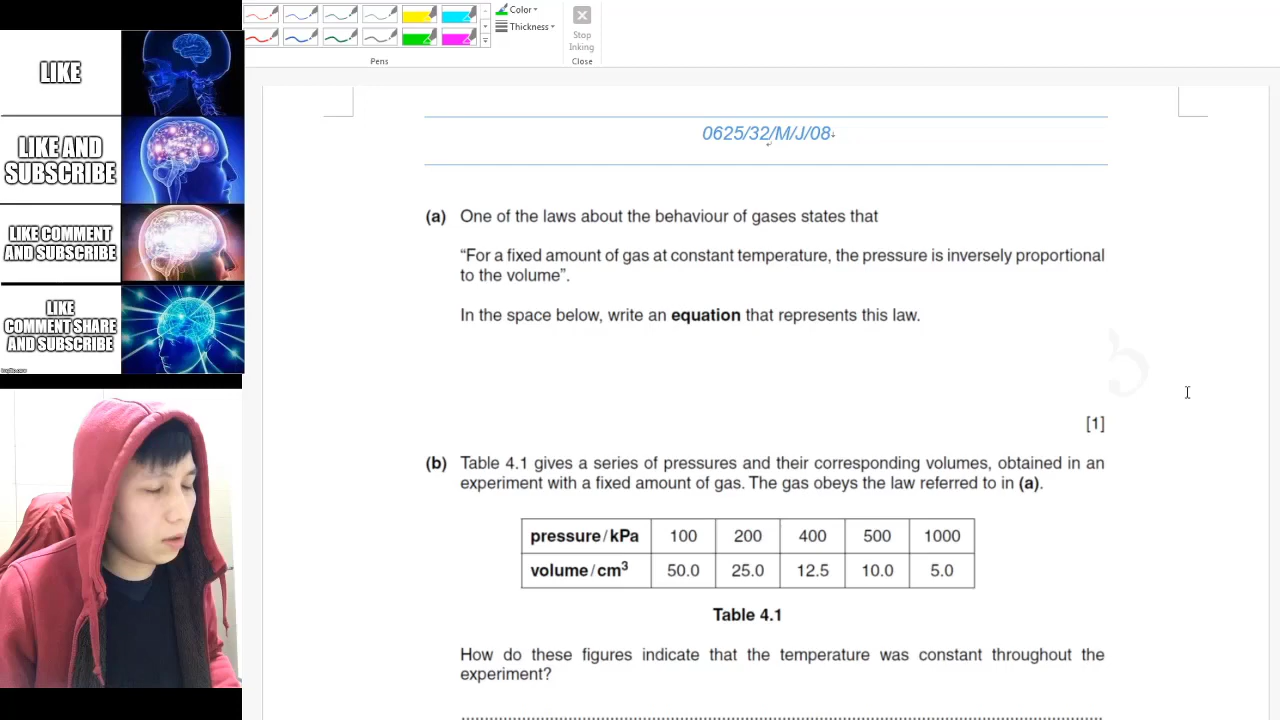 Color
Thickness
Stop
Inking
Pens
Close
LIKE
LIKE AND
SUBSCRIBE
LIKE COMMENT
AND SUBSCRIBE
LIKE
COMMENT SHARE
AND SUBSCRIBE
0625/32/M/J/08
(a) One of the laws about the behaviour of gases states that
“For a fixed amount of gas at constant temperature, the pressure is inversely proportional
to the volume”.
In the space below, write an equation that represents this law.
[1]
(b) Table 4.1 gives a series of pressures and their corresponding volumes, obtained in an
experiment with a fixed amount of gas. The gas obeys the law referred to in (a).
pressure/kPa 100 200 400 500 1000
volume/cm³ 50.0 25.0 12.5 10.0 5.0
Table 4.1
How do these figures indicate that the temperature was constant throughout the
experiment?